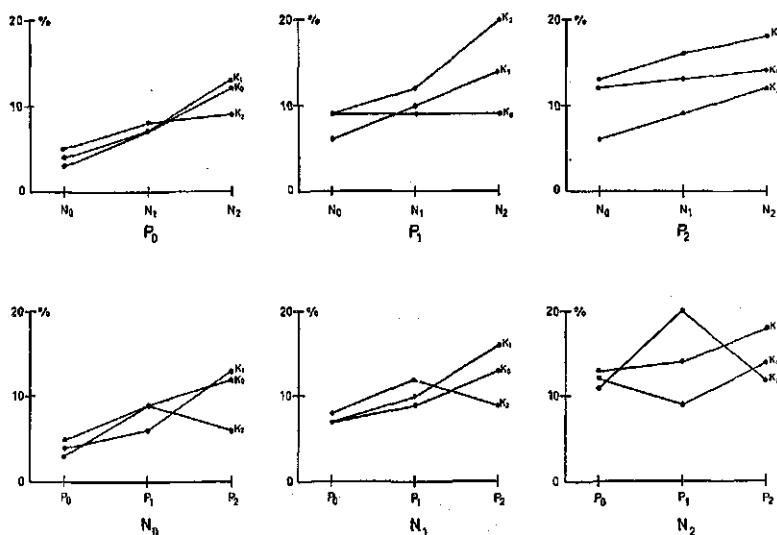 20 %
K₁
K₀
10
K₂
0
N₀ N₁ N₂
P₀
20 %
K₂
K₁
10
K₀
0
N₀ N₁ N₂
P₁
20 %
K
K
K
10
0
N₀ N₁ N₂
P₂
20 %
K₁
K₀
10
K₂
0
P₀ P₁ P₂
N₀
20 %
K₁
K₀
10
K₂
0
P₀ P₁ P₂
N₁
20 %
K
K
K
10
0
P₀ P₁ P₂
N₂